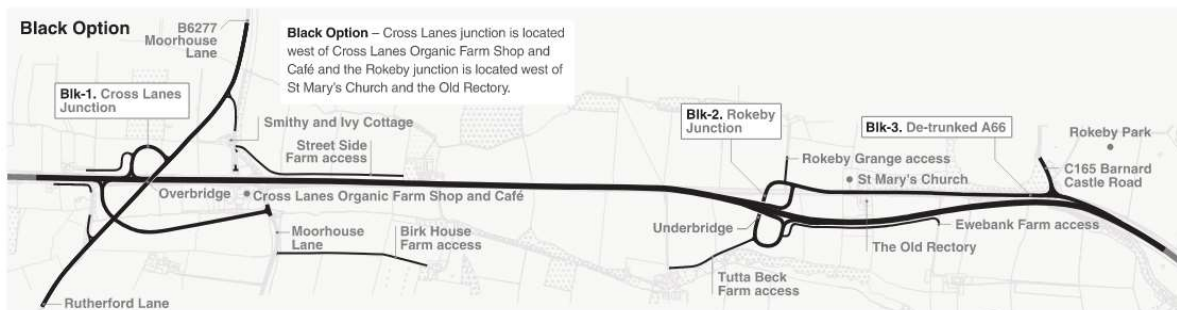 Black Option
B6277
Moorhouse
Lane
Black Option – Cross Lanes junction is located
west of Cross Lanes Organic Farm Shop and
Café and the Rokeby junction is located west of
St Mary's Church and the Old Rectory.
Blk-1. Cross Lanes
Junction
Smithy and Ivy Cottage
Street Side
Farm access
Overbridge
Cross Lanes Organic Farm Shop and Café
Moorhouse
Lane
Birk House
Farm access
Rutherford Lane
Blk-2. Rokeby
Junction
Blk-3. De-trunked A66
Rokeby Park
Rokeby Grange access
St Mary's Church
C165 Barnard
Castle Road
Underbridge
Ewebank Farm access
The Old Rectory
Tutta Beck
Farm access